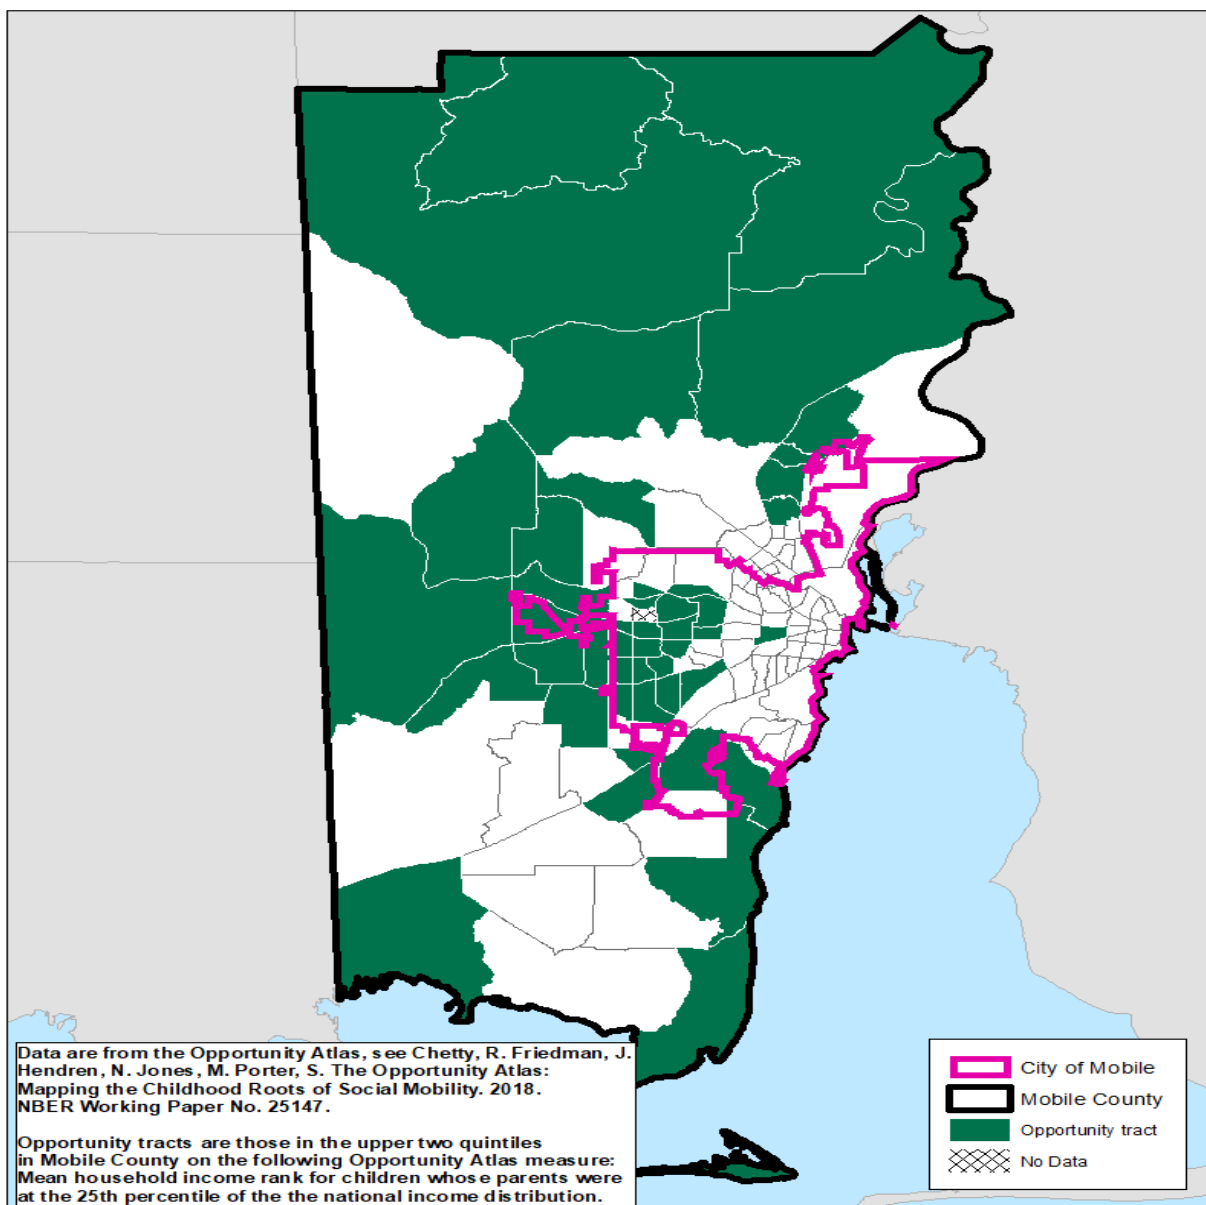 Data are from the Opportunity Atlas, see Chetty, R. Friedman, J.
Hendren, N. Jones, M. Porter, S. The Opportunity Atlas:
Mapping the Childhood Roots of Social Mobility. 2018.
NBER Working Paper No. 25147.
Opportunity tracts are those in the upper two quintiles
in Mobile County on the following Opportunity Atlas measure:
Mean household income rank for children whose parents were
at the 25th percentile of the the national income distribution.
City of Mobile
Mobile County
Opportunity tract
No Data